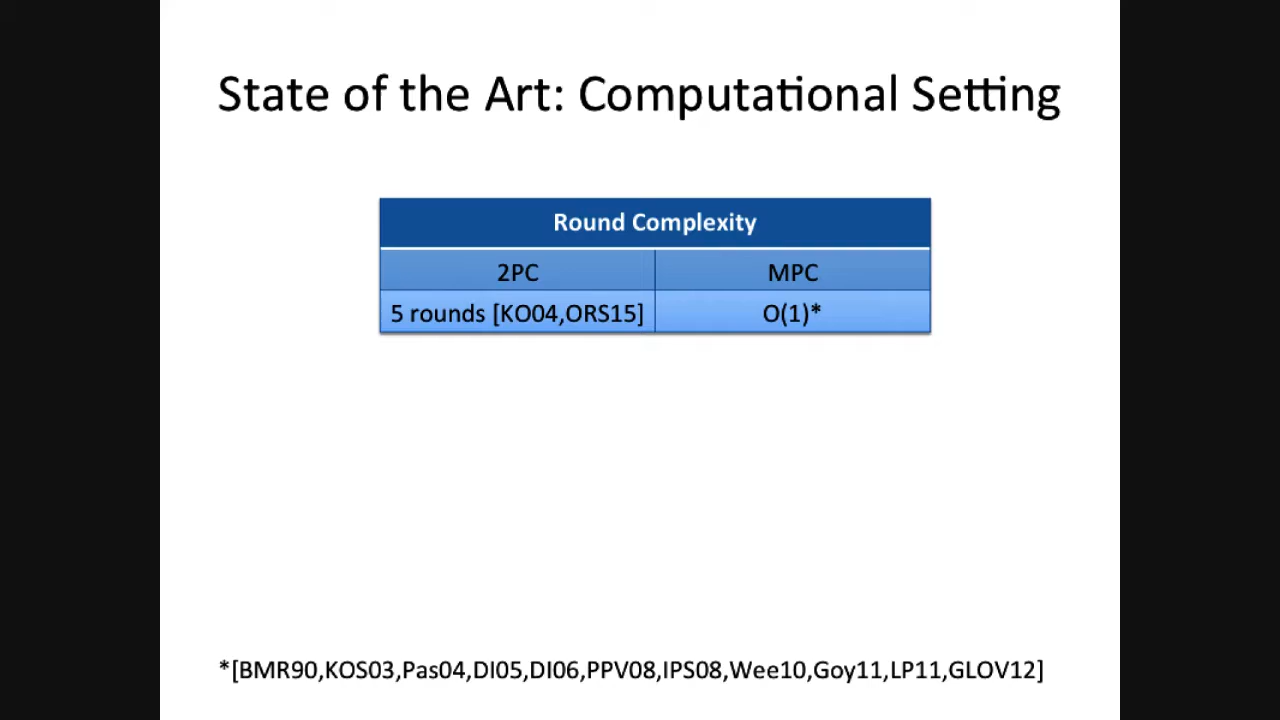 State of the Art: Computational Setting
Round Complexity
2PC MPC
5 rounds [KO04,ORS15] O(1)*
*[BMR90,KOS03,Pas04,DI05,DI06,PPV08,IPS08,Wee10,Goy11,LP11,GLOV12]